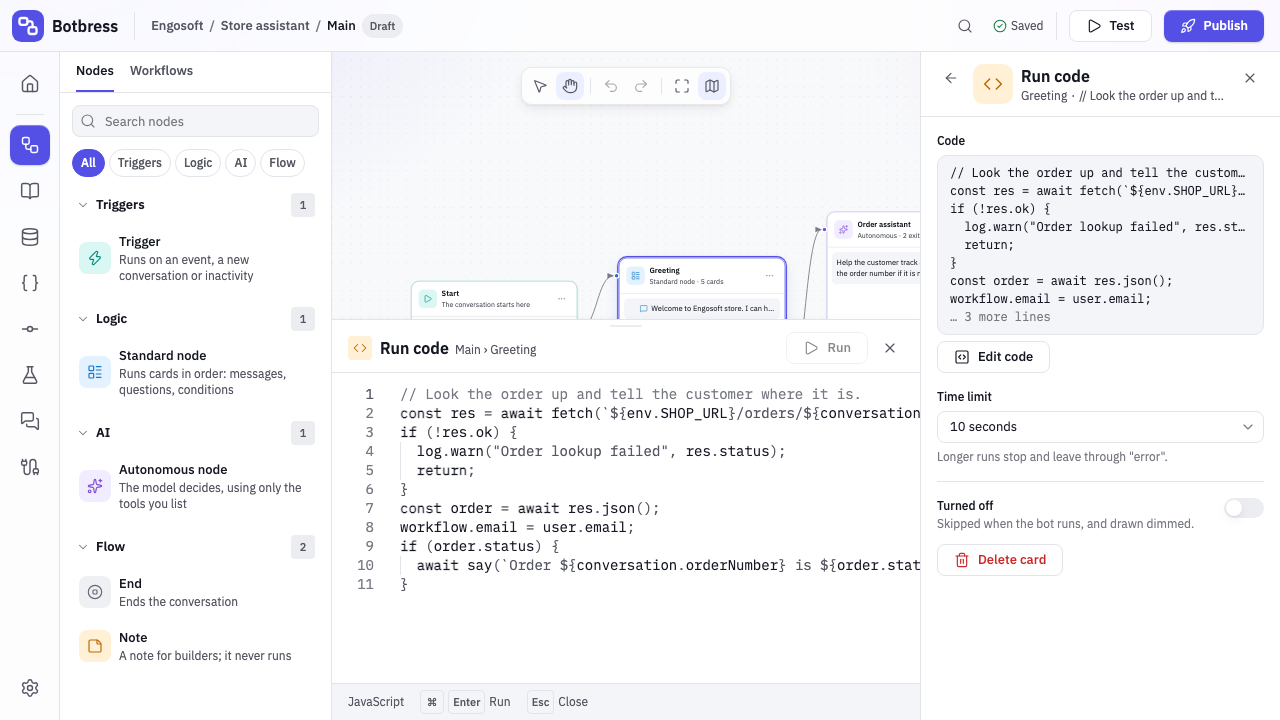 Botbress
Engosoft / Store assistant / Main Draft
Saved
Test
Publish
Nodes Workflows
Search nodes
All Triggers Logic AI Flow
Triggers 1
Trigger
Runs on an event, a new
conversation or inactivity
Logic 1
Standard node
Runs cards in order: messages,
questions, conditions
AI 1
Autonomous node
The model decides, using only the
tools you list
Flow 2
End
Ends the conversation
Note
A note for builders; it never runs
Start
The conversation starts here
Greeting
Standard node · 5 cards
Welcome to Engosoft store. I can h...
Order assistant
Autonomous · 2 exit
Help the customer track
the order number if it is
Run code Main › Greeting
Run
1 // Look the order up and tell the customer where it is.
2 const res = await fetch(`${env.SHOP_URL}/orders/${conversation
3 if (!res.ok) {
4 log.warn("Order lookup failed", res.status);
5 return;
6 }
7 const order = await res.json();
8 workflow.email = user.email;
9 if (order.status) {
10 await say(`Order ${conversation.orderNumber} is ${order.stat
11 }
JavaScript ⌘ Enter Run Esc Close
Run code
Greeting · // Look the order up and t...
Code
// Look the order up and tell the custom…
const res = await fetch(`${env.SHOP_URL}…
if (!res.ok) {
log.warn("Order lookup failed", res.st…
return;
}
const order = await res.json();
workflow.email = user.email;
… 3 more lines
Edit code
Time limit
10 seconds
Longer runs stop and leave through "error".
Turned off
Skipped when the bot runs, and drawn dimmed.
Delete card